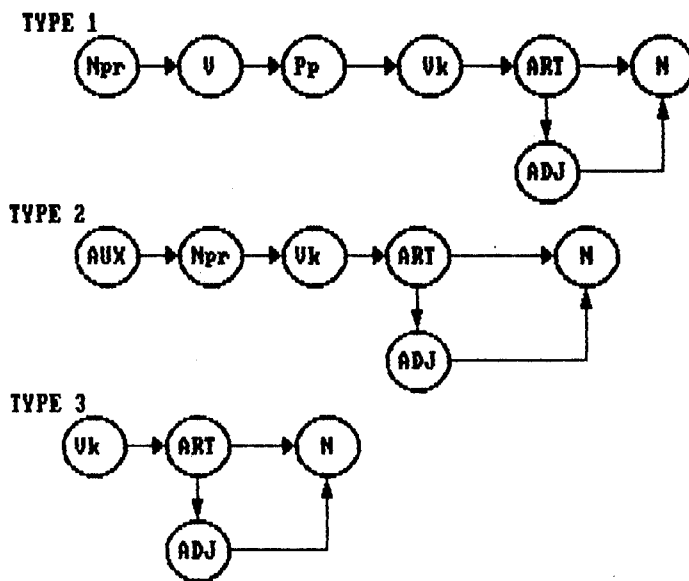 TYPE 1
Npr V Pp Vk ART N
ADJ
TYPE 2
AUX Npr Vk ART N
ADJ
TYPE 3
Vk ART N
ADJ